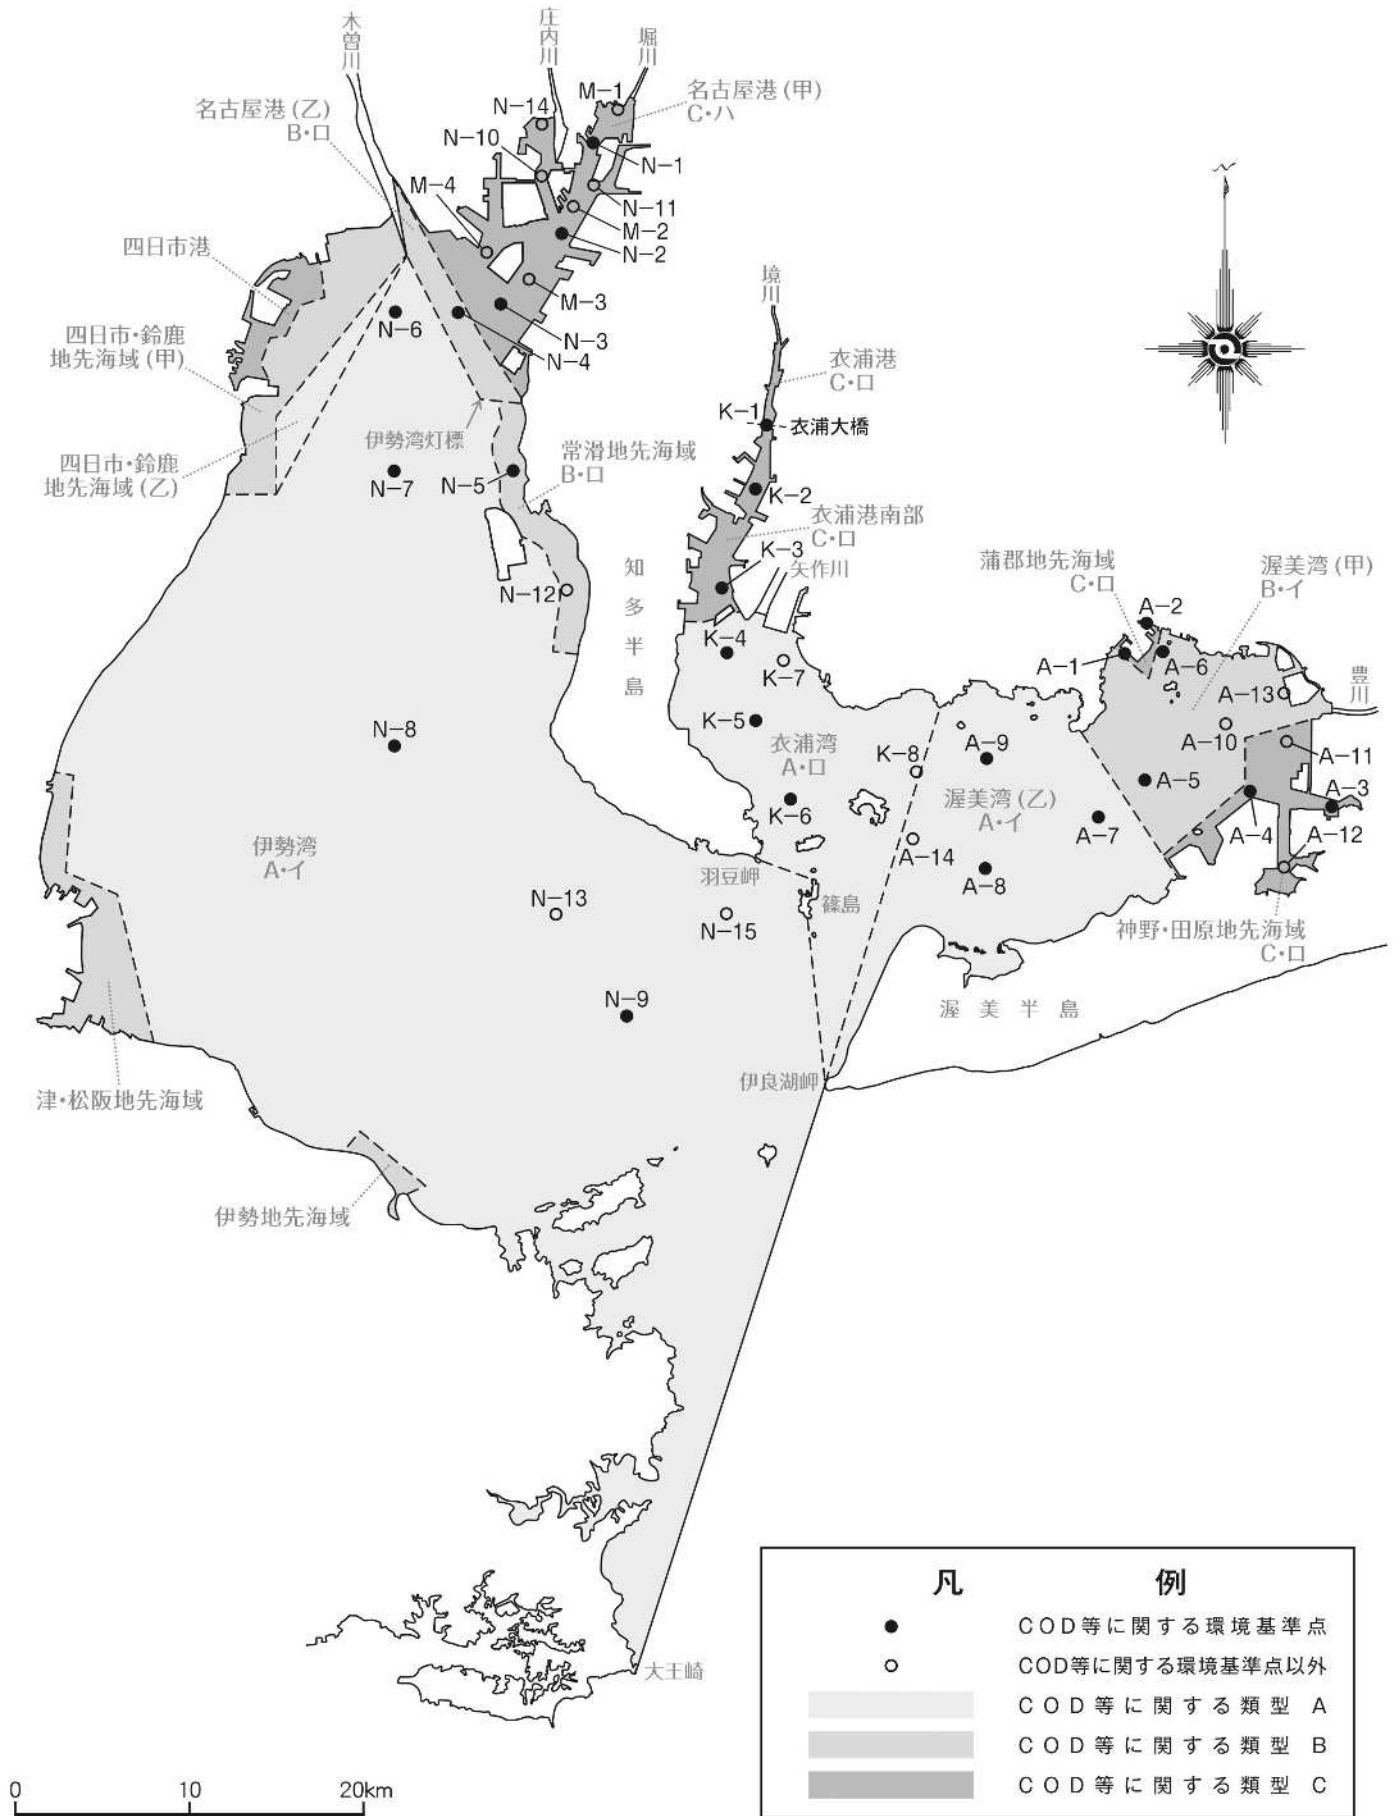 木曽川
庄内川
堀川
名古屋港(乙)
B・ロ
N-14
M-1
名古屋港(甲)
C・ハ
N-10
N-1
M-4
N-11
M-2
N-2
四日市港
M-3
N-6
N-3
N-4
四日市・鈴鹿
地先海域(甲)
境川
衣浦港
C・ロ
K-1
衣浦大橋
伊勢湾灯標
常滑地先海域
B・ロ
四日市・鈴鹿
地先海域(乙)
N-7
N-5
K-2
衣浦港南部
C・ロ
K-3
矢作川
知多半島
N-12
蒲郡地先海域
C・ロ
渥美湾(甲)
B・イ
A-2
K-4
K-7
A-1
A-6
豊川
A-13
K-5
N-8
衣浦湾
A・ロ
K-8
A-9
A-10
A-11
A-5
A-3
K-6
渥美湾(乙)
A・イ
A-7
A-4
A-12
伊勢湾
A・イ
A-14
A-8
羽豆岬
篠島
N-13
N-15
神野・田原地先海域
C・ロ
N-9
渥美半島
伊良湖岬
津・松阪地先海域
伊勢地先海域
大王崎
凡例
COD等に関する環境基準点
COD等に関する環境基準点以外
COD等に関する類型 A
COD等に関する類型 B
COD等に関する類型 C
0 10 20km